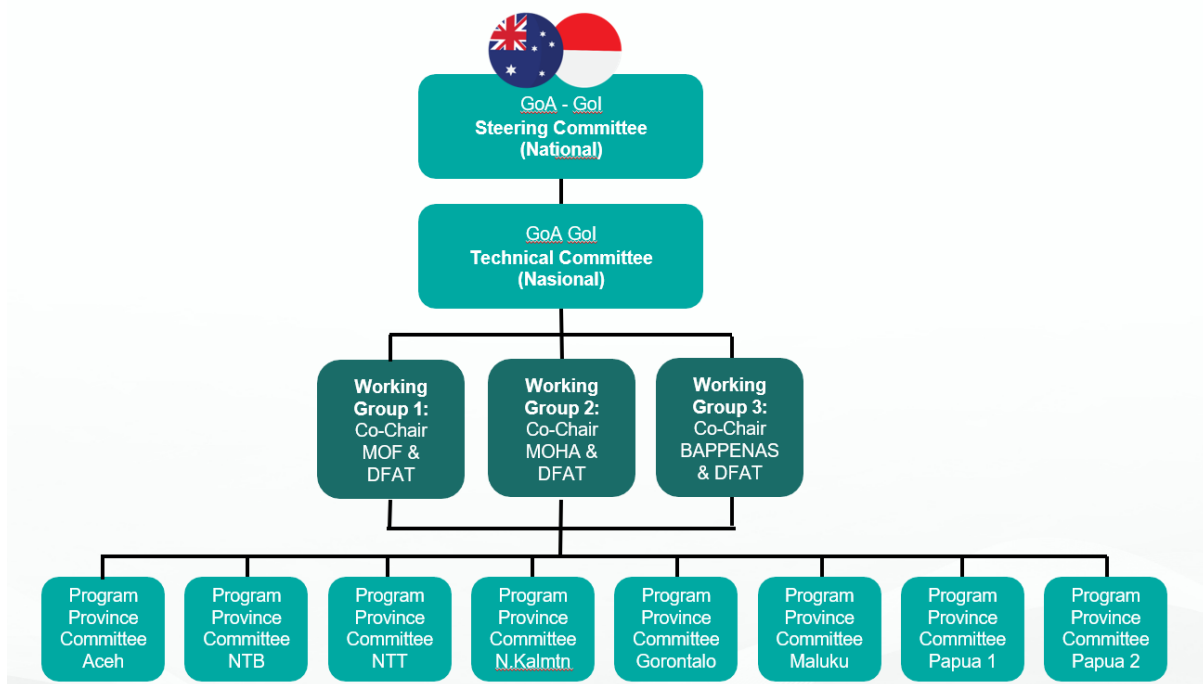 GoA - GoI
Steering Committee
(National)
GoA GoI
Technical Committee
(Nasional)
Working
Group 1:
Co-Chair
MOF &
DFAT
Working
Group 2:
Co-Chair
MOHA &
DFAT
Working
Group 3:
Co-Chair
BAPPENAS
& DFAT
Program
Province
Committee
Aceh
Program
Province
Committee
NTB
Program
Province
Committee
NTT
Program
Province
Committee
N.Kalmtn
Program
Province
Committee
Gorontalo
Program
Province
Committee
Maluku
Program
Province
Committee
Papua 1
Program
Province
Committee
Papua 2